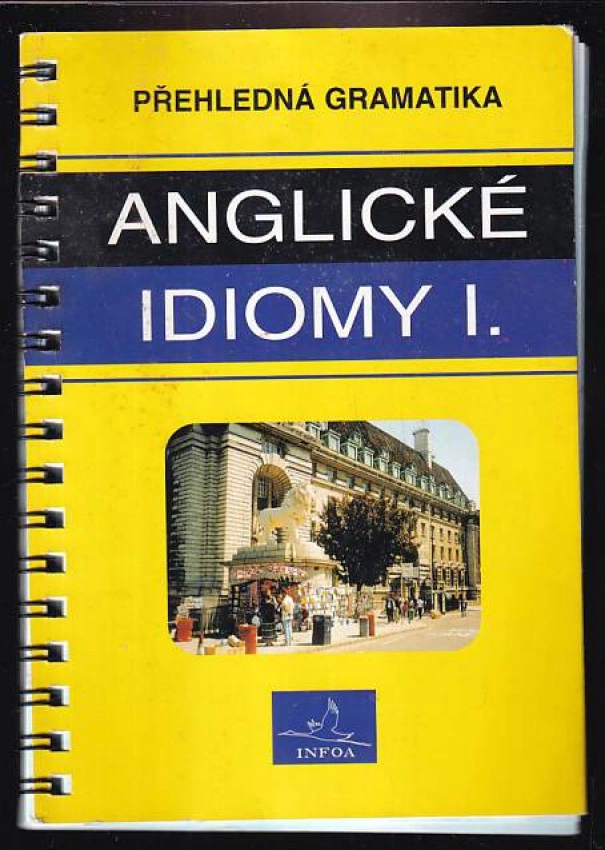 PŘEHLEDNÁ GRAMATIKA
ANGLICKÉ
IDIOMY I.
INFOA